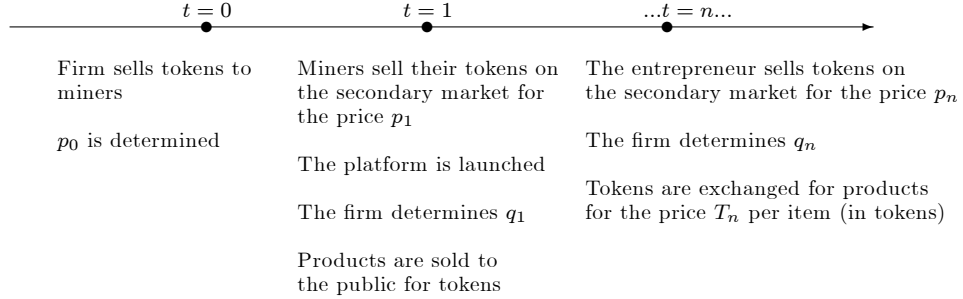 t = 0
t = 1
...t = n...
Firm sells tokens to
miners
p₀ is determined
Miners sell their tokens on
the secondary market for
the price p₁
The platform is launched
The firm determines q₁
Products are sold to
the public for tokens
The entrepreneur sells tokens on
the secondary market for the price pₙ
The firm determines qₙ
Tokens are exchanged for products
for the price Tₙ per item (in tokens)